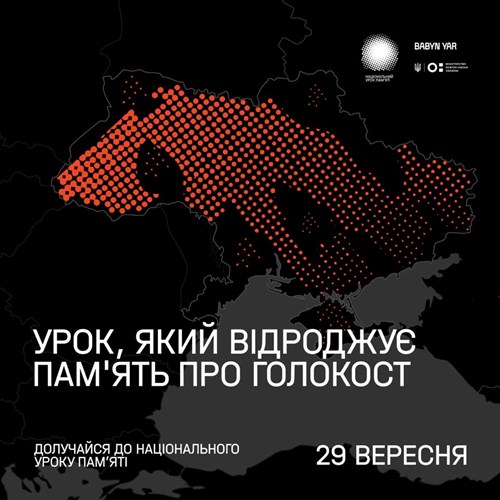 BABYN YAR
НАЦІОНАЛЬНИЙ
УРОК ПАМ'ЯТІ
МІНІСТЕРСТВО
ОСВІТИ І НАУКИ
УКРАЇНИ
УРОК, ЯКИЙ ВІДРОДЖУЄ
ПАМ'ЯТЬ ПРО ГОЛОКОСТ
ДОЛУЧАЙСЯ ДО НАЦІОНАЛЬНОГО
УРОКУ ПАМ'ЯТІ
29 ВЕРЕСНЯ